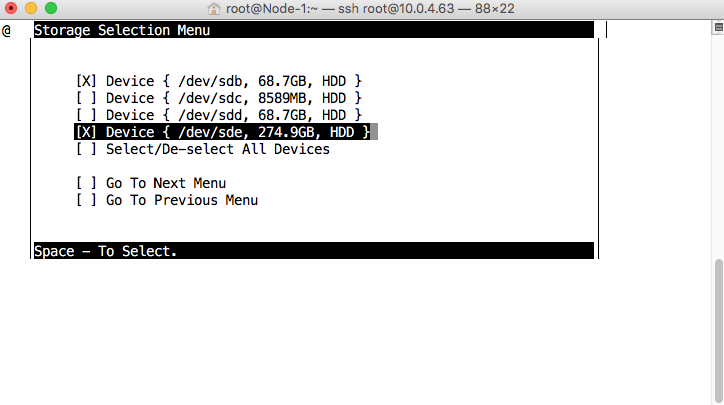 root@Node-1:~ — ssh root@10.0.4.63 — 88×22
@ Storage Selection Menu
[X] Device { /dev/sdb, 68.7GB, HDD }
[ ] Device { /dev/sdc, 8589MB, HDD }
[ ] Device { /dev/sdd, 68.7GB, HDD }
[X] Device { /dev/sde, 274.9GB, HDD }
[ ] Select/De-select All Devices
[ ] Go To Next Menu
[ ] Go To Previous Menu
Space - To Select.